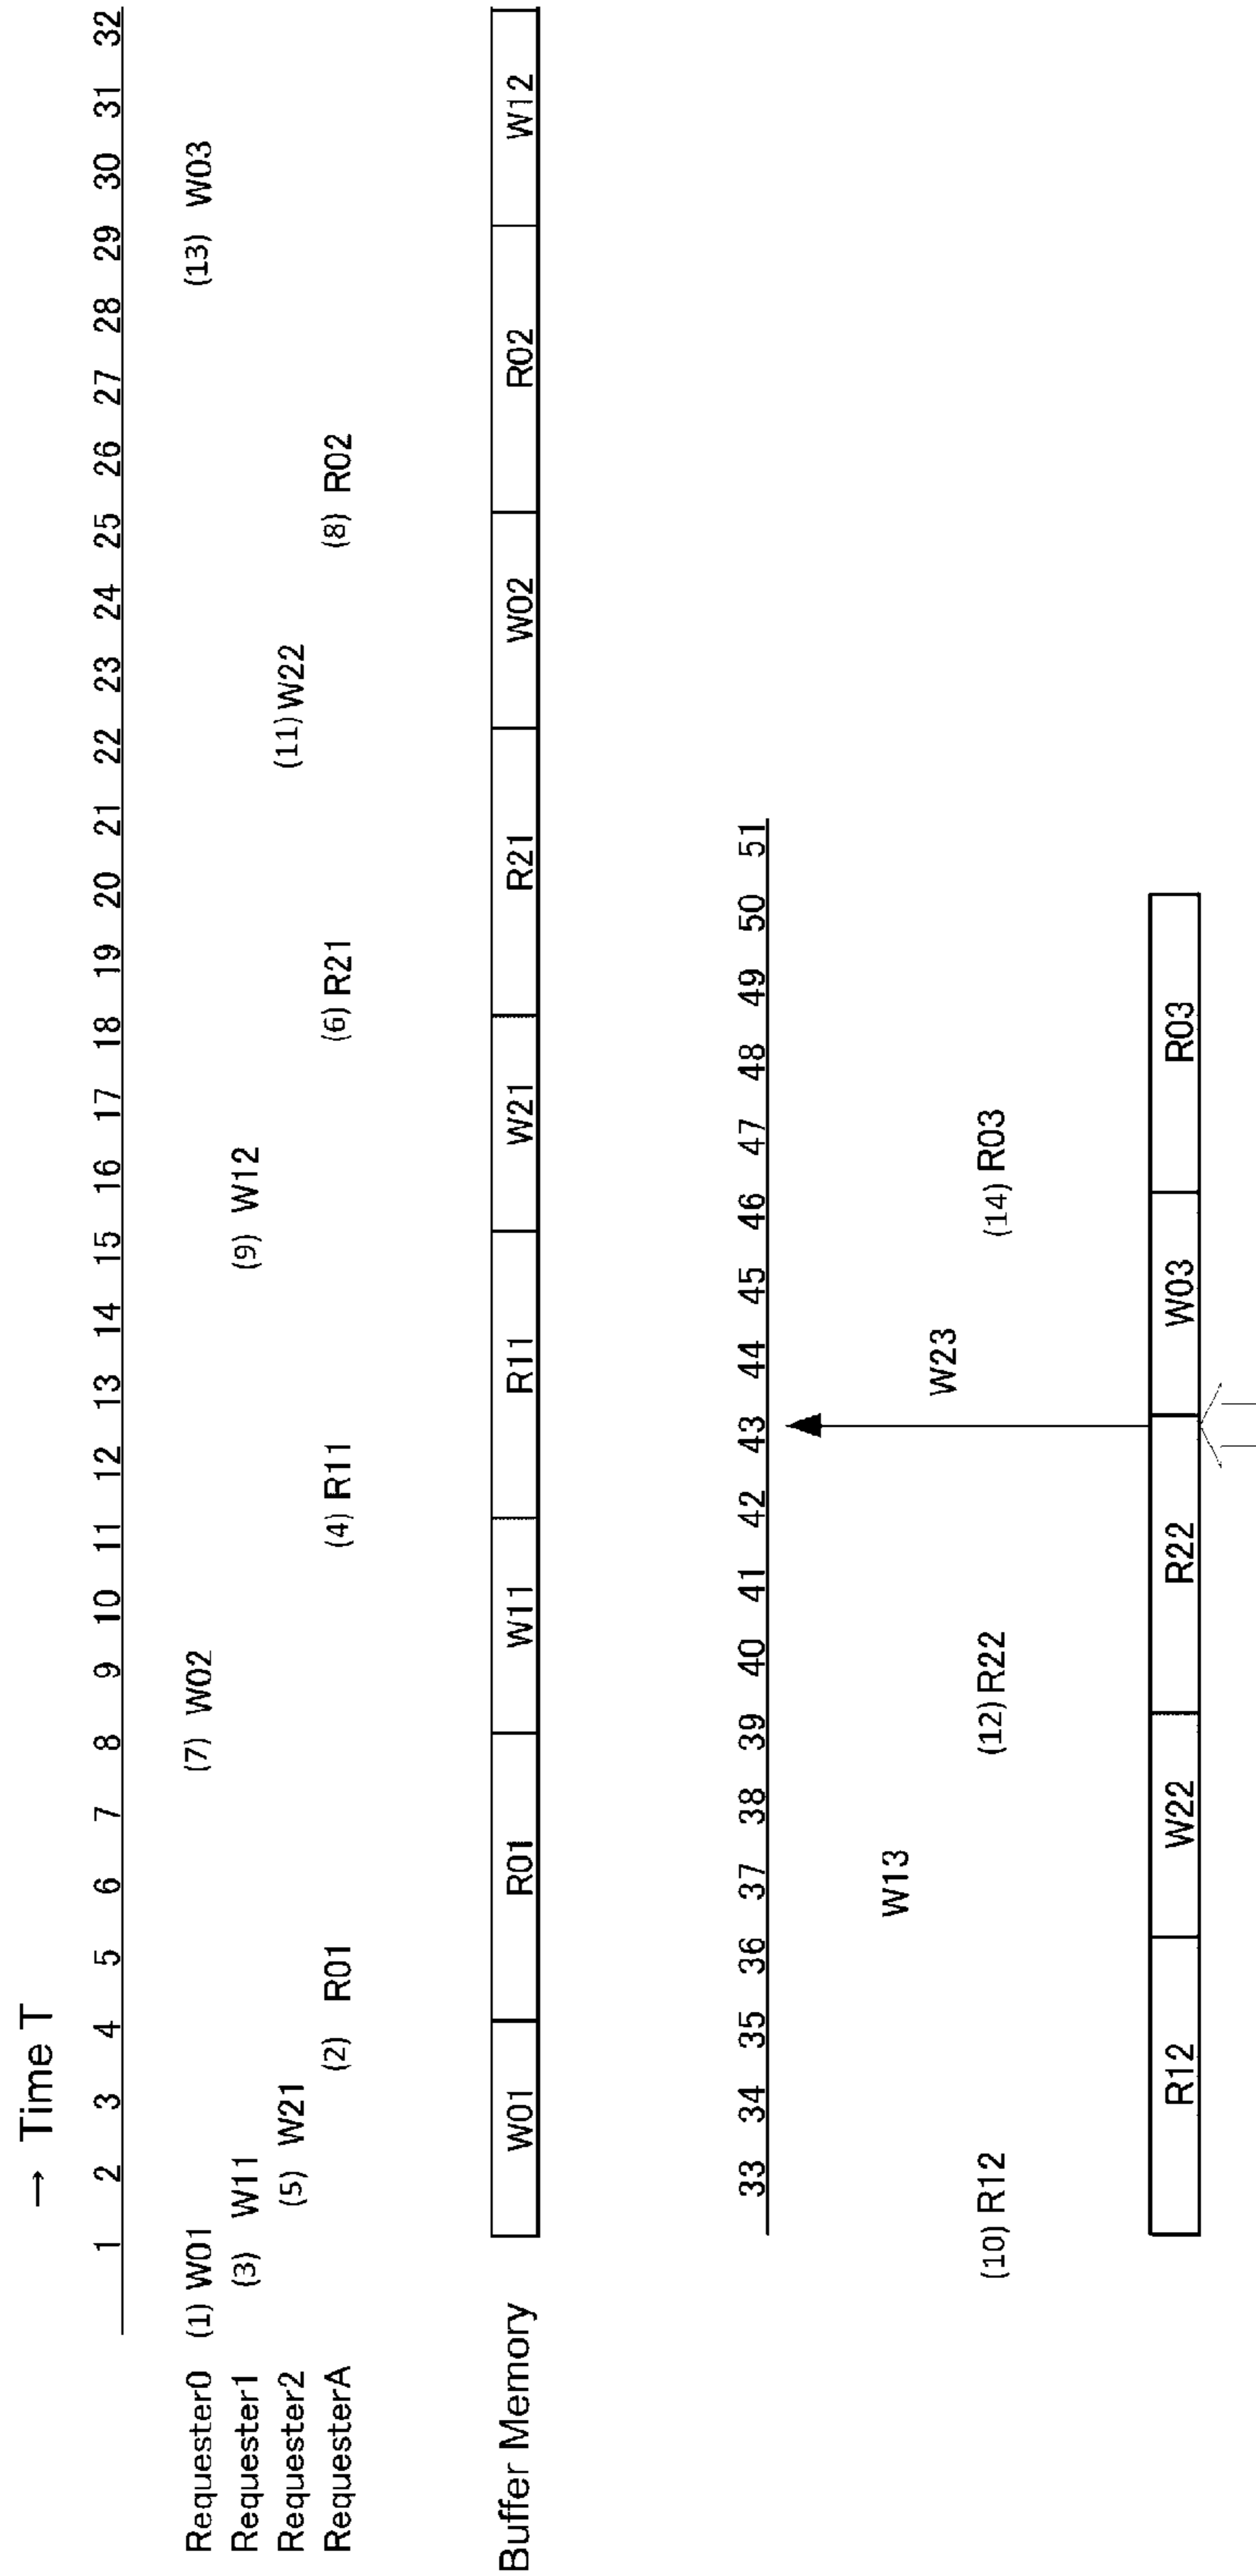 → Time T
1 2 3 4 5 6 7 8 9 10 11 12 13 14 15 16 17 18 19 20 21 22 23 24 25 26 27 28 29 30 31 32
Requester0 (1) W01 (7) W02 (13) W03
Requester1 (3) W11 (9) W12
Requester2 (5) W21 (11) W22
RequesterA (2) R01 (4) R11 (6) R21 (8) R02
Buffer Memory W01 R01 W11 R11 W21 R21 W02 R02 W12
33 34 35 36 37 38 39 40 41 42 43 44 45 46 47 48 49 50 51
W13
W23
(10) R12 (12) R22 (14) R03
R12 W22 R22 W03 R03